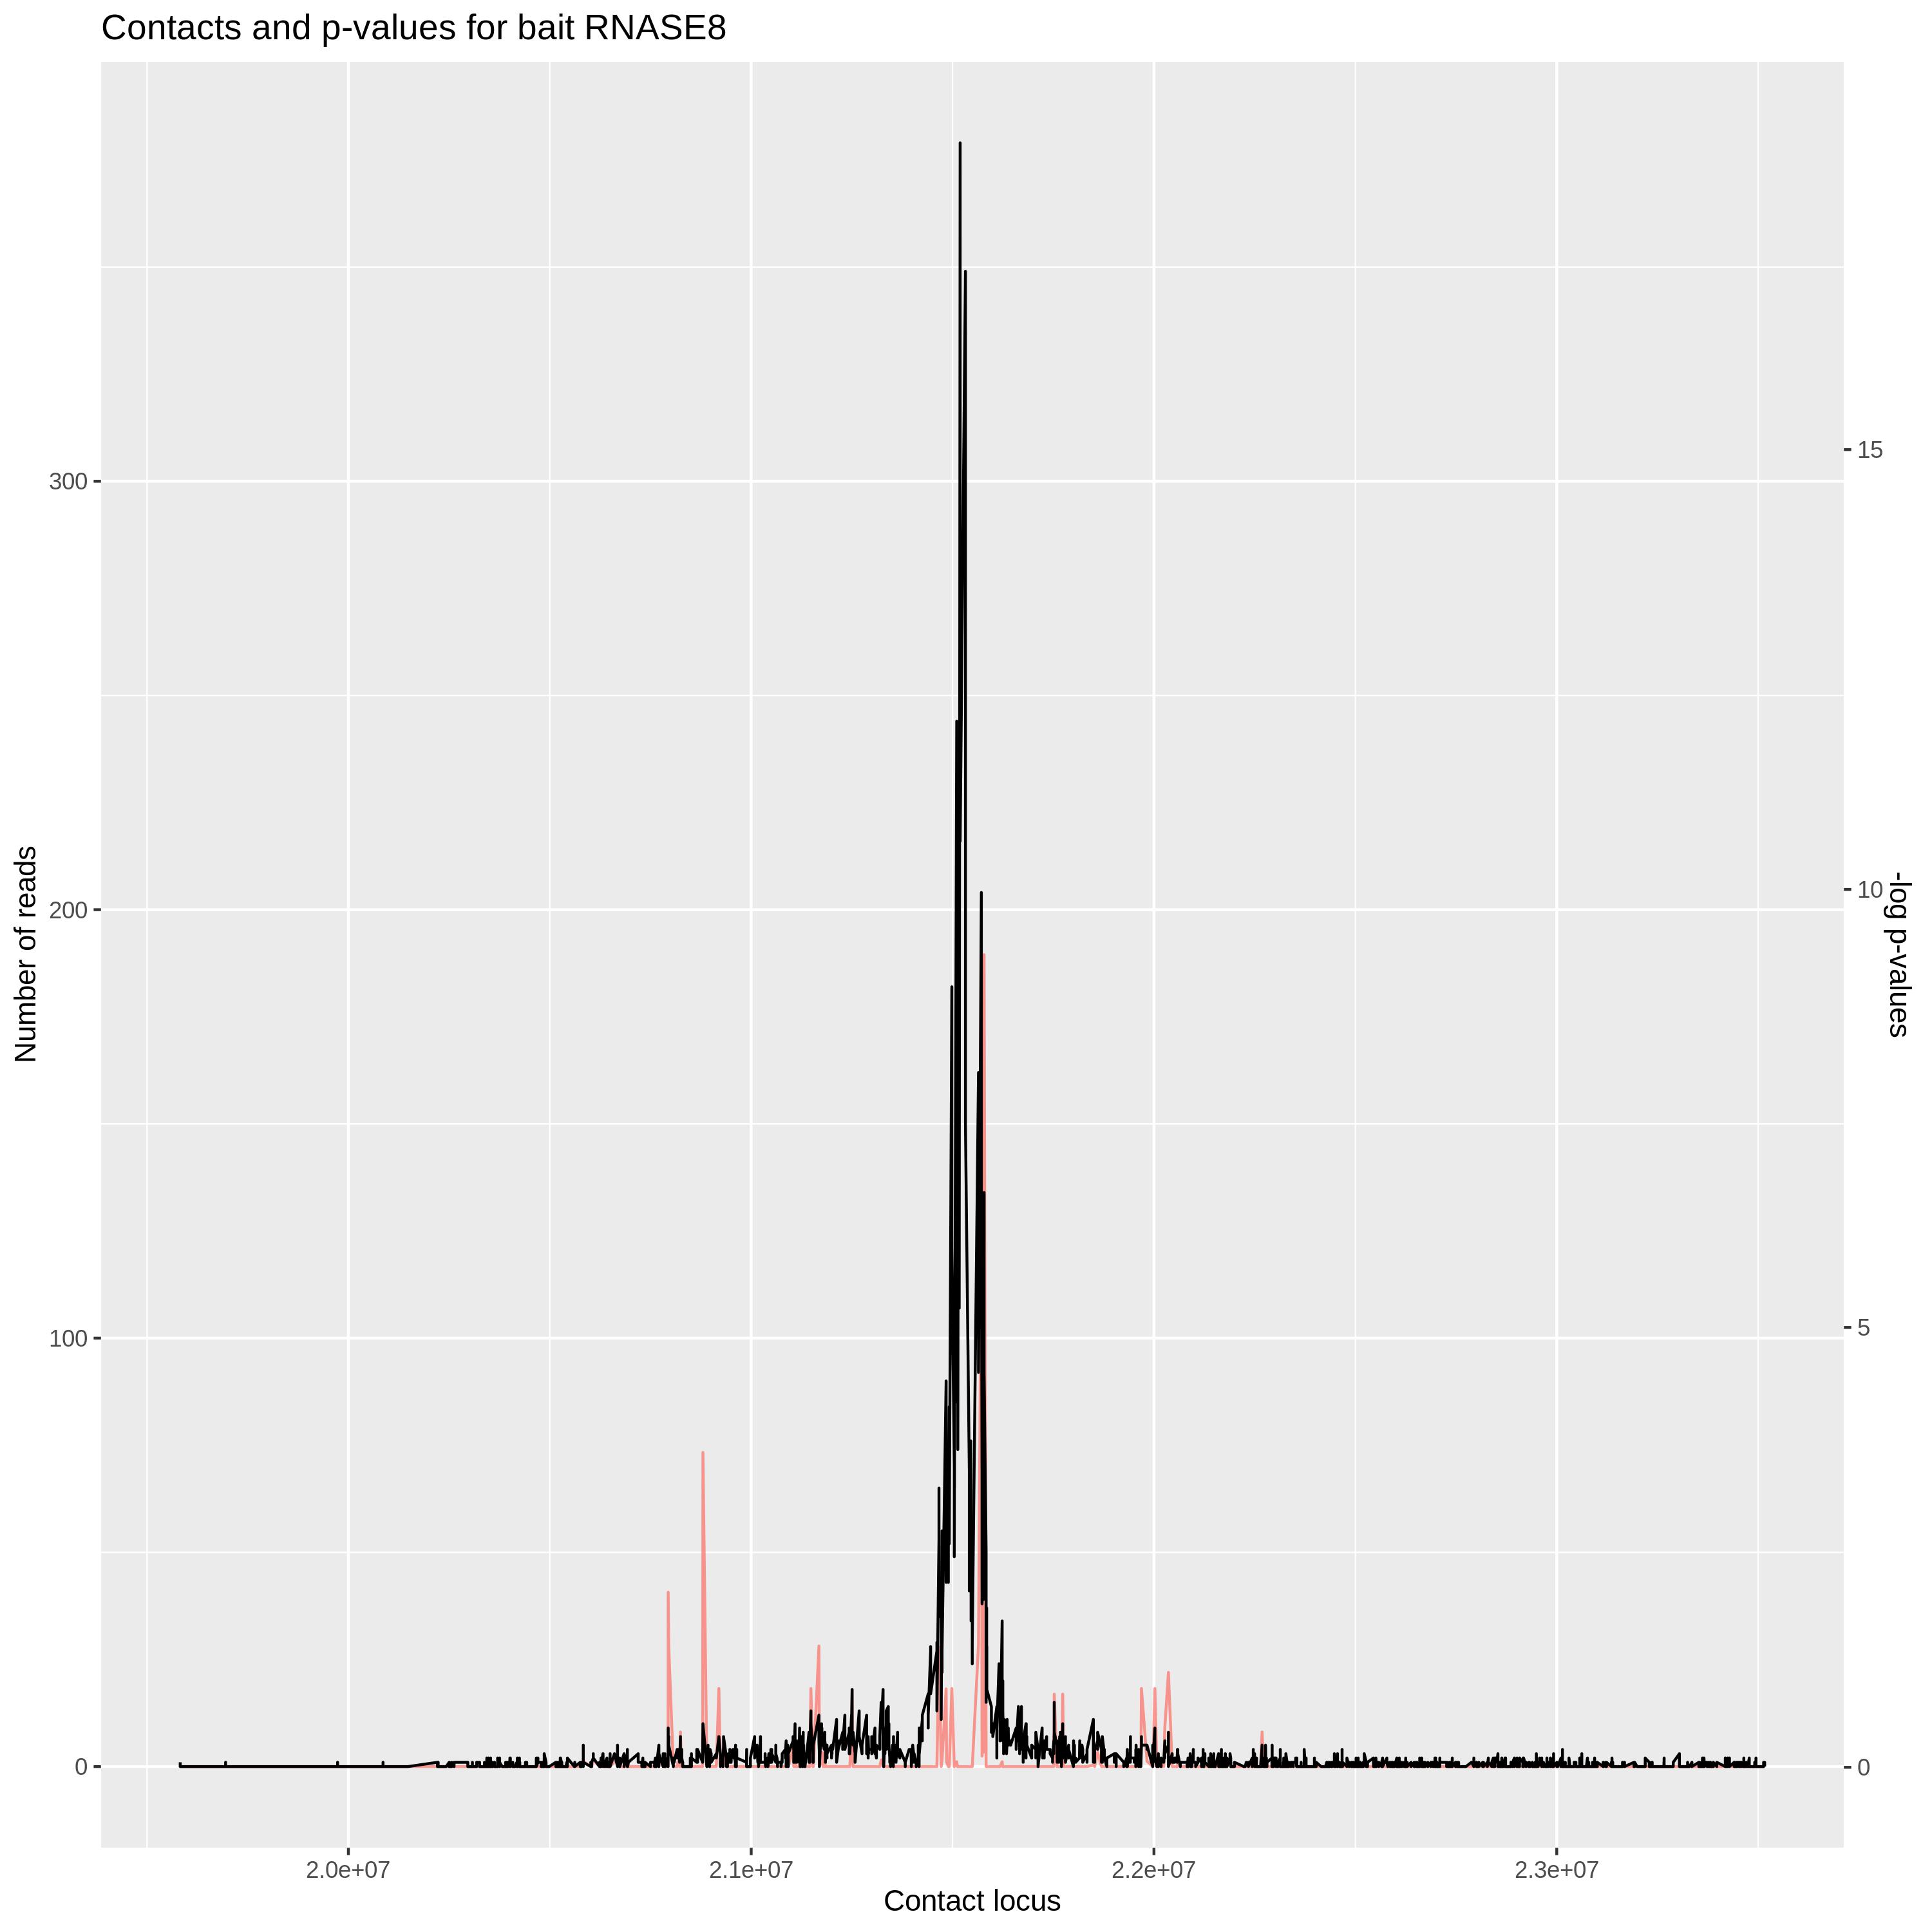 Contacts and p-values for bait RNASE8
Number of reads
300
200
100
0
15
10
5
0
-log p-values
2.0e+07
2.1e+07
2.2e+07
2.3e+07
Contact locus